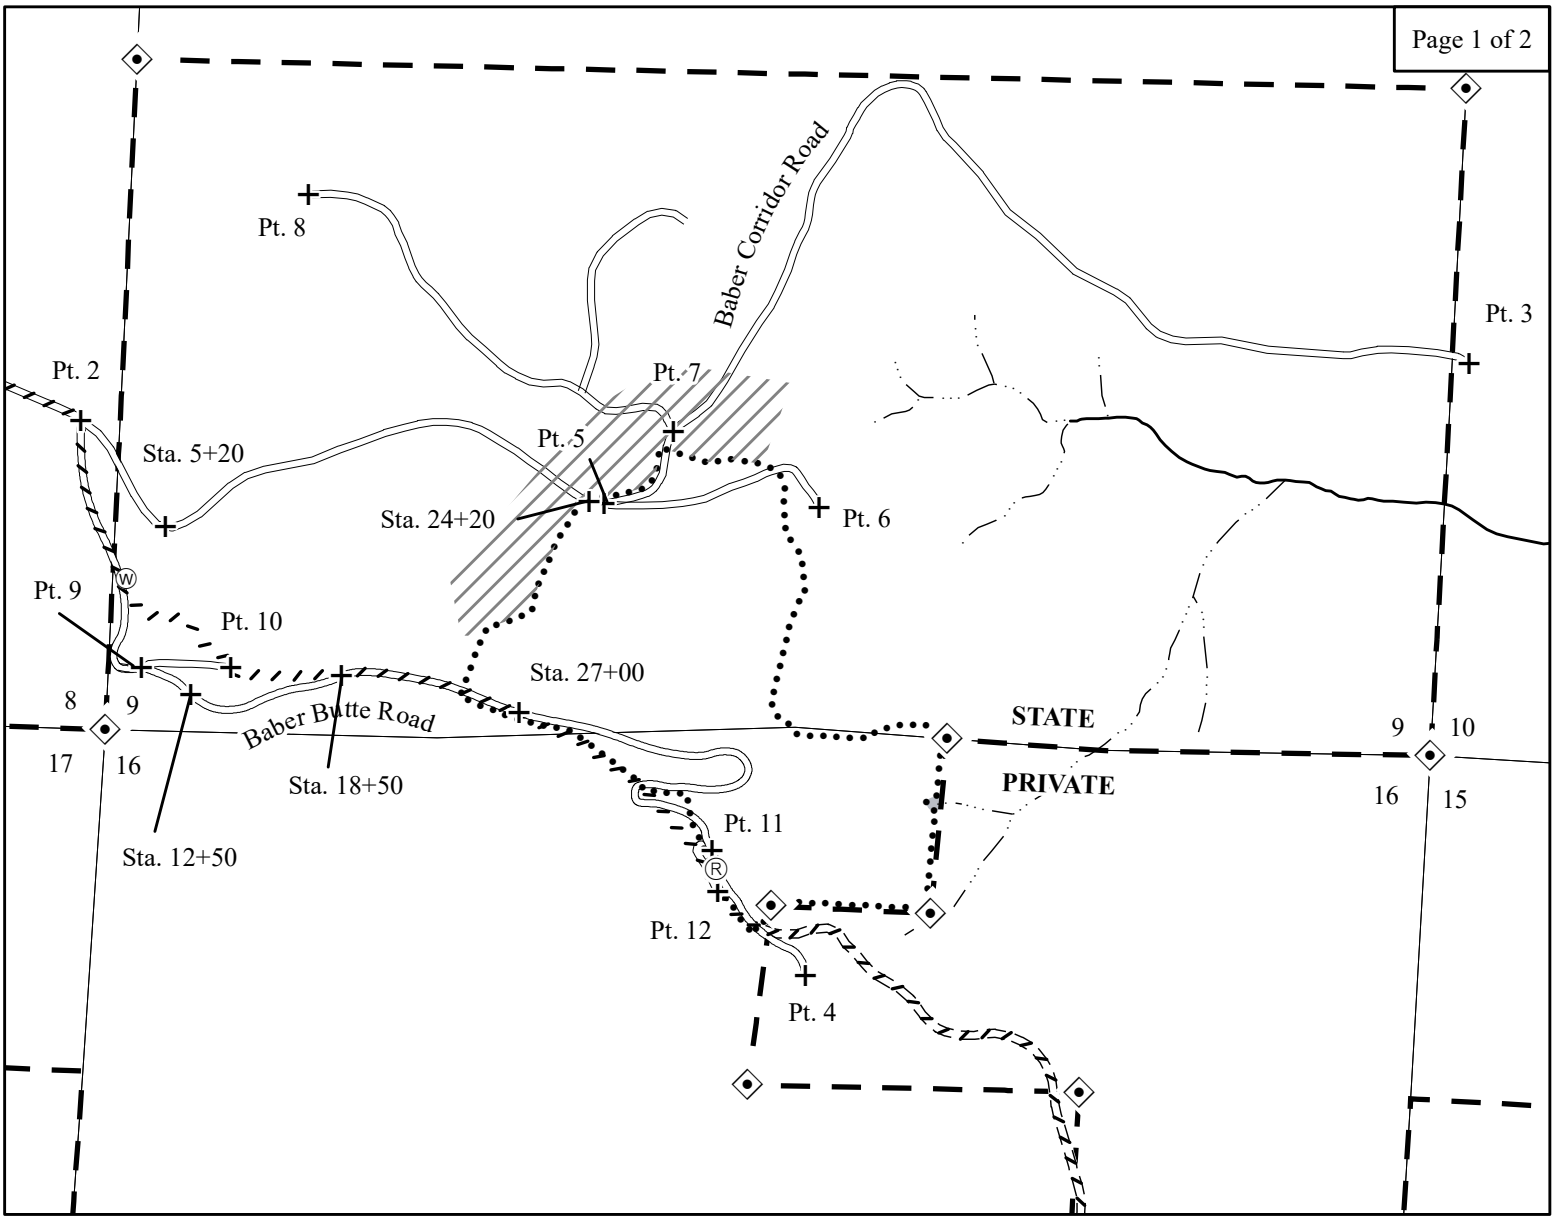 Page 1 of 2
Baber Corridor Road
Pt. 8
Pt. 3
Pt. 2
Pt. 7
Pt. 5
Sta. 5+20
Sta. 24+20
Pt. 6
W
Pt. 9
Pt. 10
Sta. 27+00
8
9
Baber Butte Road
STATE
9
10
17
16
Sta. 18+50
PRIVATE
16
15
Pt. 11
Sta. 12+50
R
Pt. 12
Pt. 4